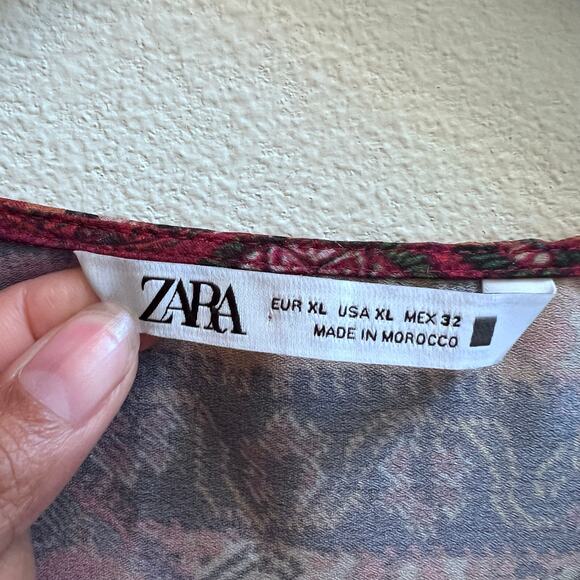 ZARA
EUR XL USA XL MEX 32
MADE IN MOROCCO